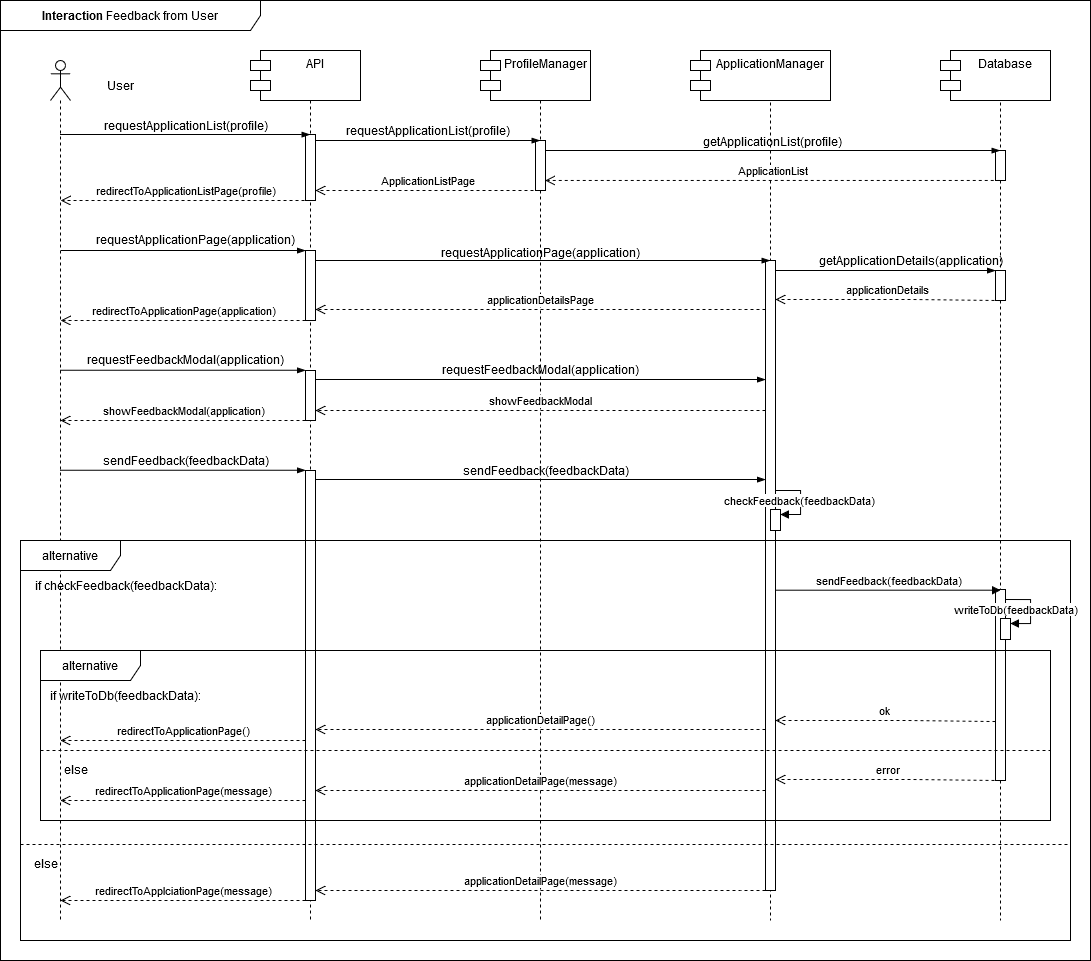 Interaction Feedback from User
User
API
ProfileManager
ApplicationManager
Database
requestApplicationList(profile)
requestApplicationList(profile)
getApplicationList(profile)
ApplicationList
ApplicationListPage
redirectToApplicationListPage(profile)
requestApplicationPage(application)
requestApplicationPage(application)
getApplicationDetails(application)
applicationDetails
applicationDetailsPage
redirectToApplicationPage(application)
requestFeedbackModal(application)
requestFeedbackModal(application)
showFeedbackModal
showFeedbackModal(application)
sendFeedback(feedbackData)
sendFeedback(feedbackData)
checkFeedback(feedbackData)
alternative
if checkFeedback(feedbackData):
sendFeedback(feedbackData)
writeToDb(feedbackData)
alternative
if writeToDb(feedbackData):
ok
applicationDetailPage()
redirectToApplicationPage()
else
error
applicationDetailPage(message)
redirectToApplicationPage(message)
else
applicationDetailPage(message)
redirectToApplciationPage(message)